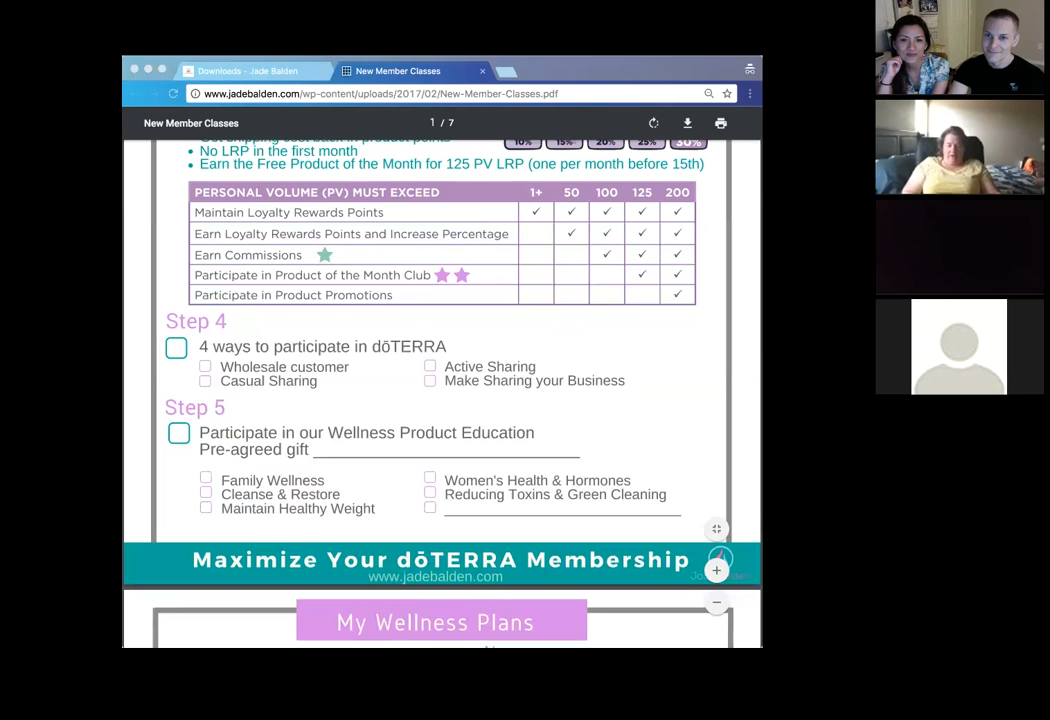 Downloads - Jade Balden
New Member Classes
www.jadebalden.com/wp-content/uploads/2017/02/New-Member-Classes.pdf
New Member Classes
1 / 7
10% 15% 20% 25% 30%
• No LRP in the first month
• Earn the Free Product of the Month for 125 PV LRP (one per month before 15th)
PERSONAL VOLUME (PV) MUST EXCEED 1+ 50 100 125 200
Maintain Loyalty Rewards Points ✓ ✓ ✓ ✓ ✓
Earn Loyalty Rewards Points and Increase Percentage ✓ ✓ ✓ ✓
Earn Commissions ✓ ✓ ✓
Participate in Product of the Month Club ✓ ✓
Participate in Product Promotions ✓
Step 4
4 ways to participate in dōTERRA
Wholesale customer Active Sharing
Casual Sharing Make Sharing your Business
Step 5
Participate in our Wellness Product Education
Pre-agreed gift
Family Wellness Women's Health & Hormones
Cleanse & Restore Reducing Toxins & Green Cleaning
Maintain Healthy Weight
Maximize Your dōTERRA Membership
www.jadebalden.com
My Wellness Plans